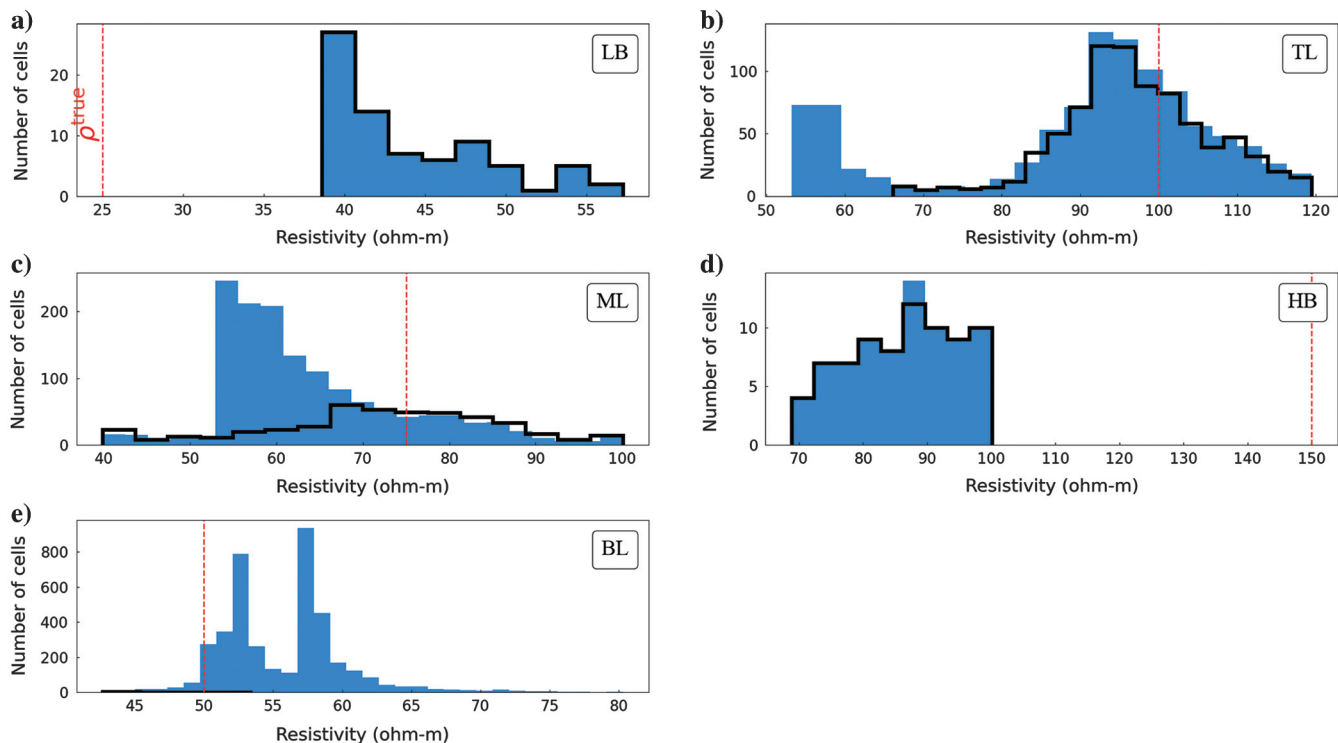 a)
Number of cells
20
10
0
ρ^true
LB
25 30 35 40 45 50 55
Resistivity (ohm-m)
b)
Number of cells
100
50
0
TL
50 60 70 80 90 100 110 120
Resistivity (ohm-m)
c)
Number of cells
200
100
0
ML
40 50 60 70 80 90 100
Resistivity (ohm-m)
d)
Number of cells
10
5
0
HB
70 80 90 100 110 120 130 140 150
Resistivity (ohm-m)
e)
Number of cells
800
600
400
200
0
BL
45 50 55 60 65 70 75 80
Resistivity (ohm-m)